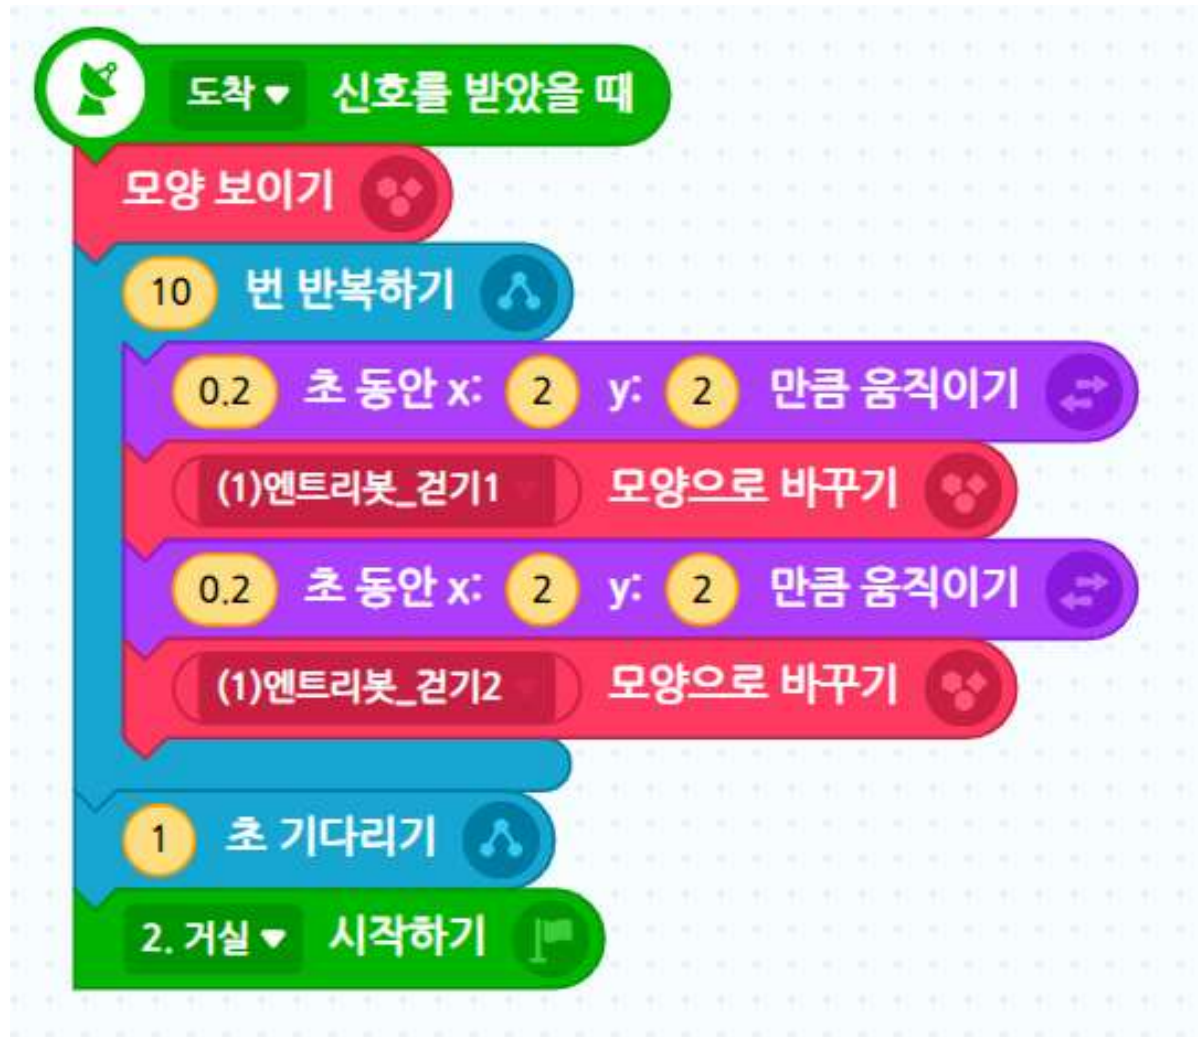 도착 ▼ 신호를 받았을 때
모양 보이기
10 번 반복하기
0.2 초 동안 x: 2 y: 2 만큼 움직이기
(1)엔트리봇_걷기1 모양으로 바꾸기
0.2 초 동안 x: 2 y: 2 만큼 움직이기
(1)엔트리봇_걷기2 모양으로 바꾸기
1 초 기다리기
2. 거실 ▼ 시작하기